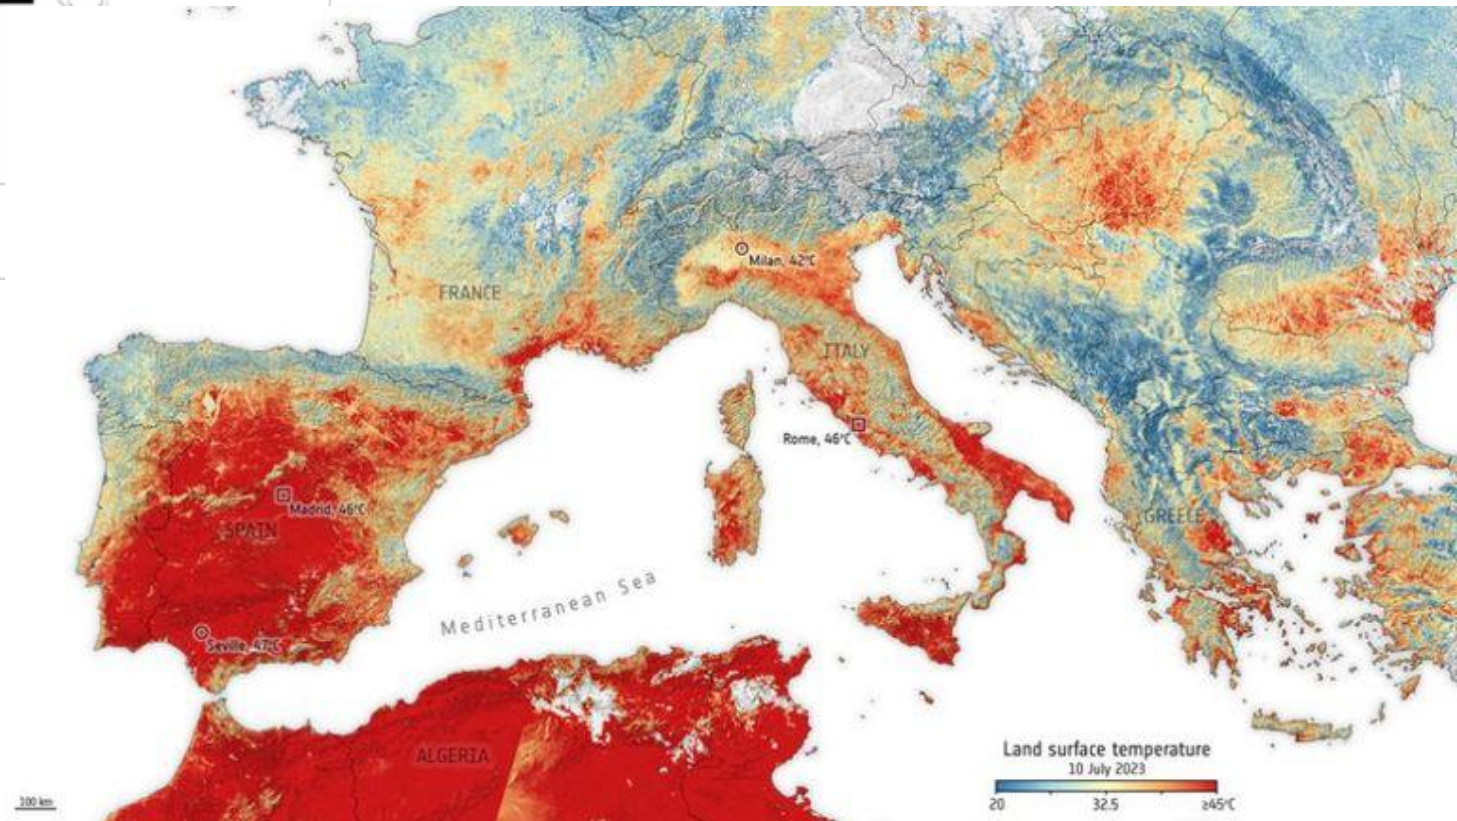 Milan, 42°C
FRANCE
ITALY
Rome, 46°C
Madrid, 46°C
SPAIN
GREECE
Mediterranean Sea
Seville, 47°C
ALGERIA
Land surface temperature
10 July 2023
20 32.5 ≥45°C
100 km